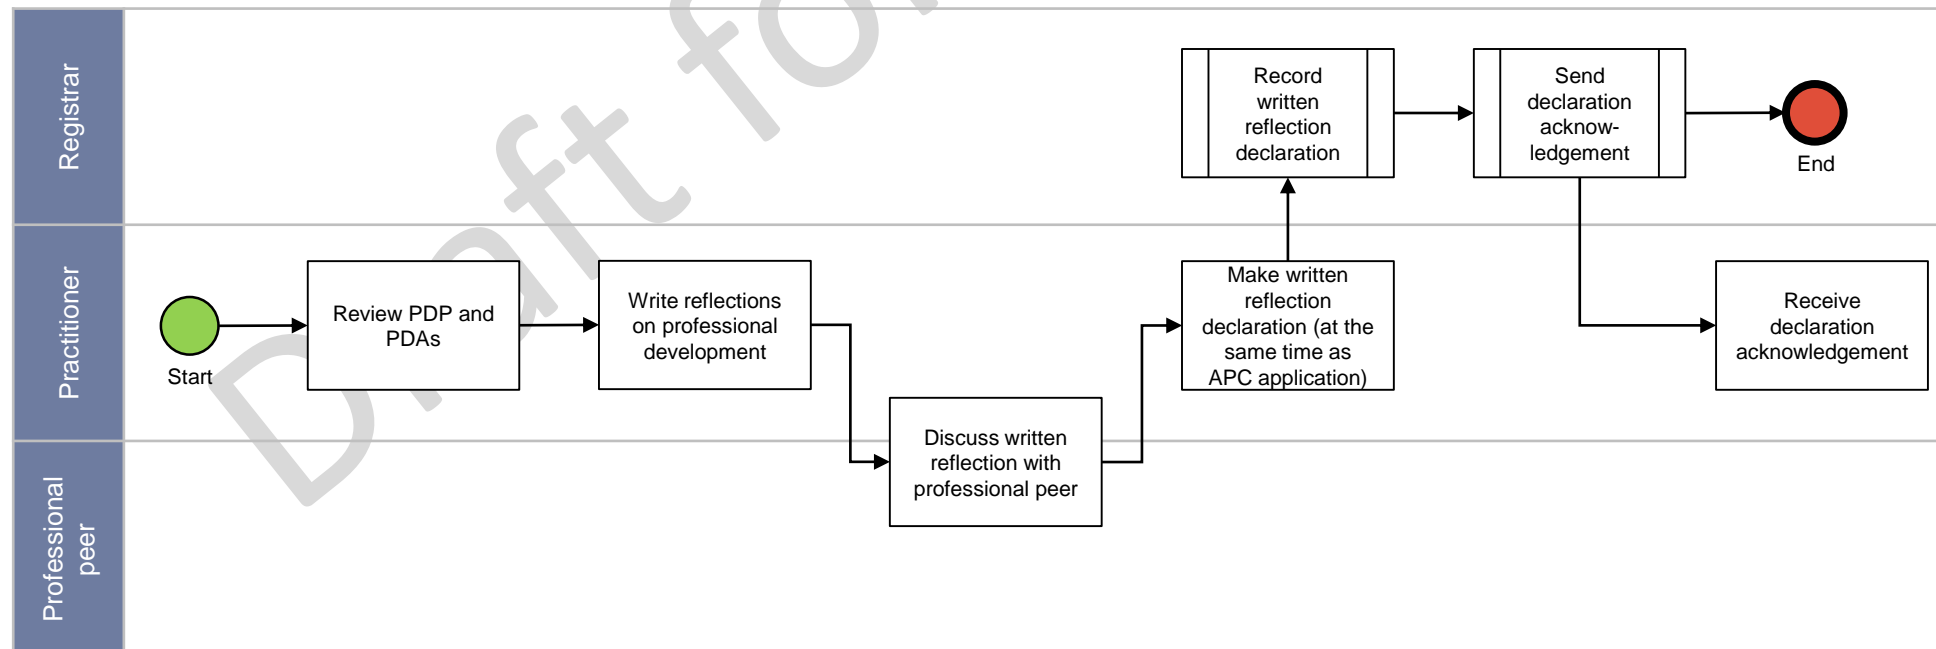 Registrar
Record
written
reflection
declaration
Send
declaration
acknow-
ledgement
End
Practitioner
Start
Review PDP and
PDAs
Write reflections
on professional
development
Make written
reflection
declaration (at the
same time as
APC application)
Receive
declaration
acknowledgement
Professional
peer
Discuss written
reflection with
professional peer
Draft fo